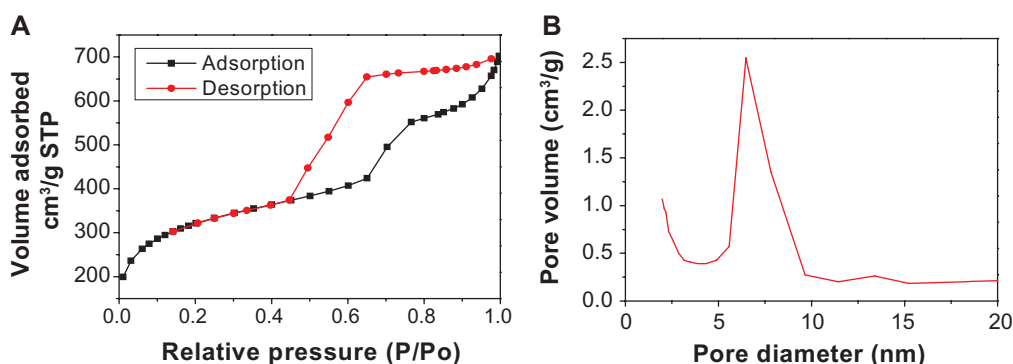 A
Volume adsorbed
cm³/g STP
700
600
500
400
300
200
Adsorption
Desorption
0.0 0.2 0.4 0.6 0.8 1.0
Relative pressure (P/Po)
B
Pore volume (cm³/g)
2.5
2.0
1.5
1.0
0.5
0.0
0 5 10 15 20
Pore diameter (nm)